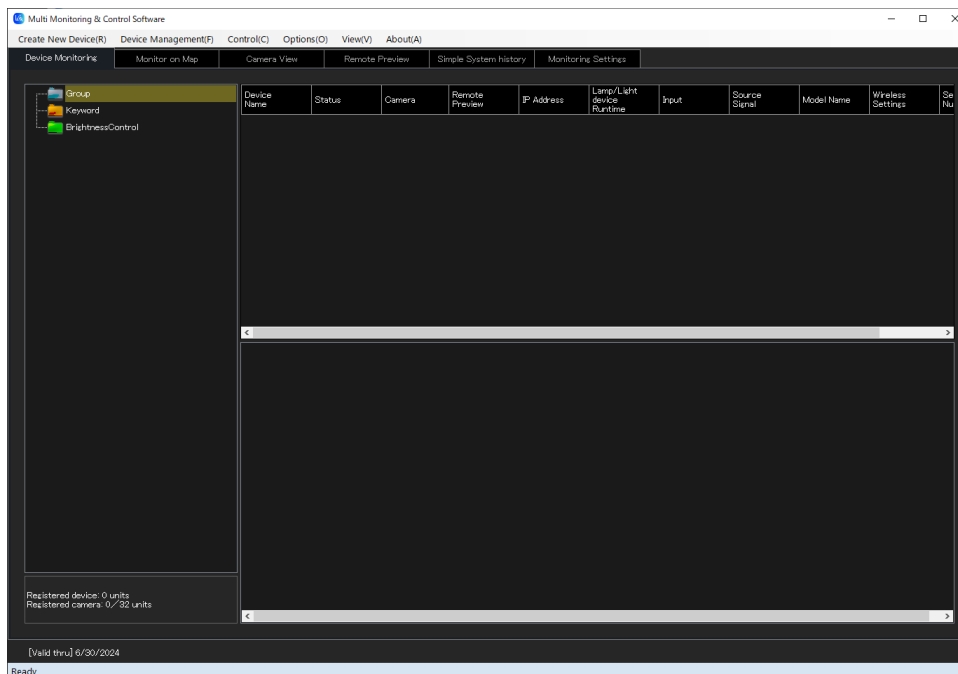 Multi Monitoring & Control Software
Create New Device(R) Device Management(F) Control(C) Options(O) View(V) About(A)
Device Monitoring Monitor on Map Camera View Remote Preview Simple System history Monitoring Settings
Group
Keyword
BrightnessControl
Device Name
Status
Camera
Remote Preview
IP Address
Lamp/Light device Runtime
Input
Source Signal
Model Name
Wireless Settings
Se
Nu
Registered device: 0 units
Registered camera: 0／32 units
[Valid thru] 6/30/2024
Ready